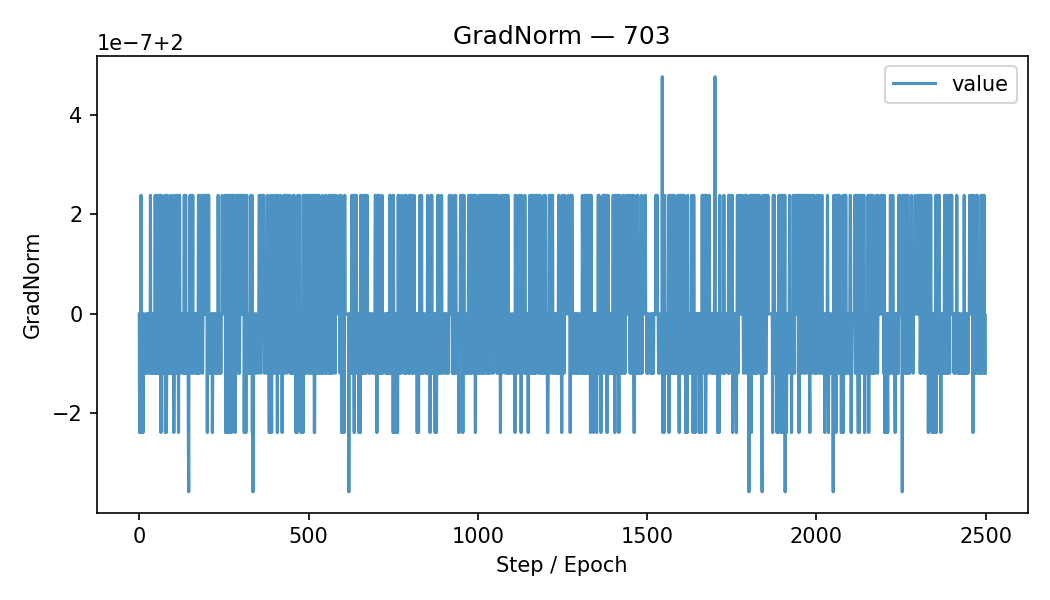 GradNorm — 703
1e−7+2
value
4
2
0
−2
GradNorm
0
500
1000
1500
2000
2500
Step / Epoch